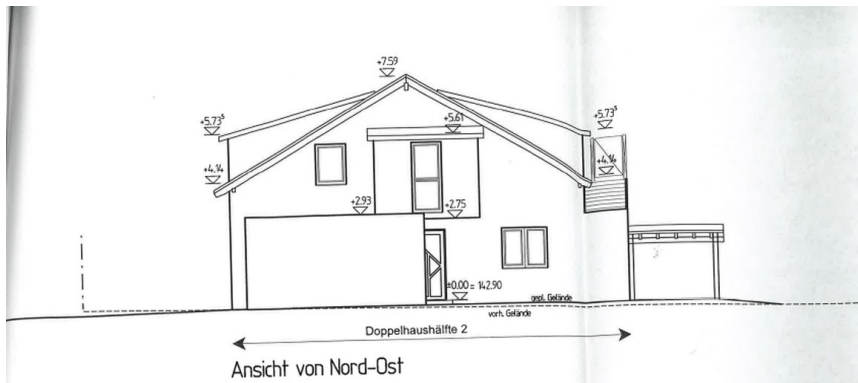 +7.59
+5.73⁵
+5.61
+5.73⁵
+4.14
+4.14
+2.93
+2.75
±0.00 = 142.90
gepl. Gelände
vorh. Gelände
Doppelhaushälfte 2
Ansicht von Nord-Ost